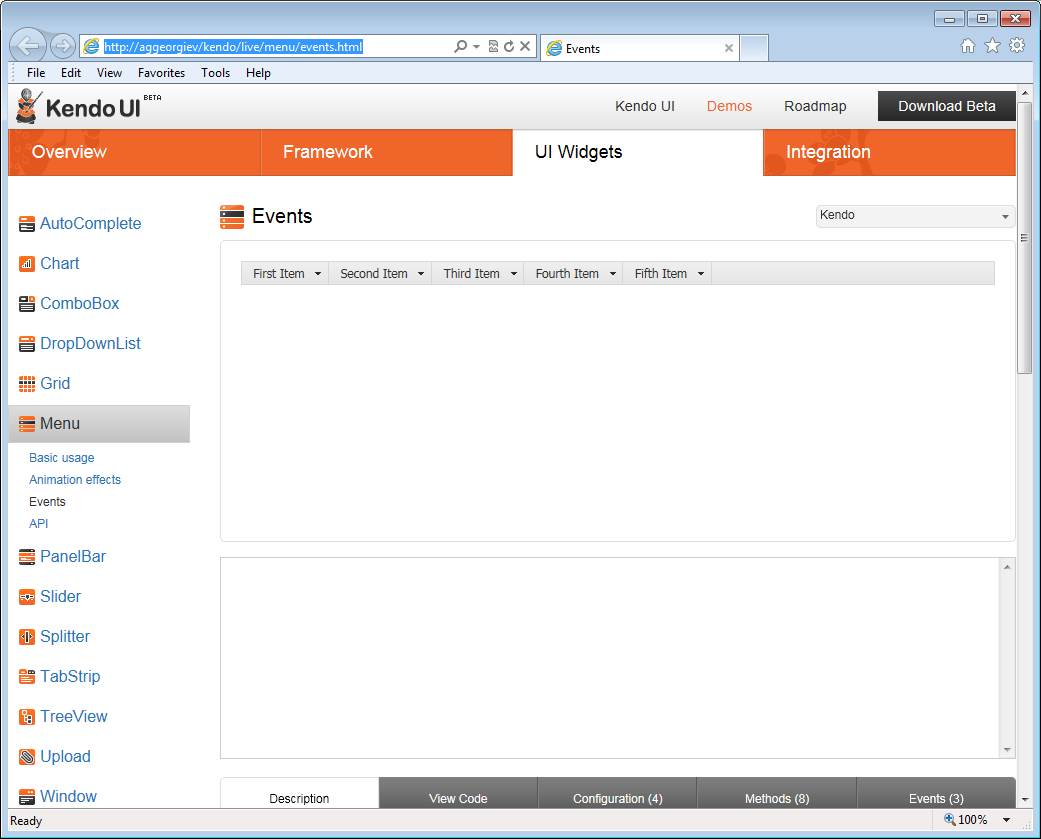 http://aggeorgiev/kendo/live/menu/events.html
Events
File Edit View Favorites Tools Help
Kendo UI BETA
Kendo UI Demos Roadmap Download Beta
Overview Framework UI Widgets Integration
AutoComplete
Chart
ComboBox
DropDownList
Grid
Menu
Basic usage
Animation effects
Events
API
PanelBar
Slider
Splitter
TabStrip
TreeView
Upload
Window
Events
Kendo
First Item Second Item Third Item Fourth Item Fifth Item
Description View Code Configuration (4) Methods (8) Events (3)
Ready
100%